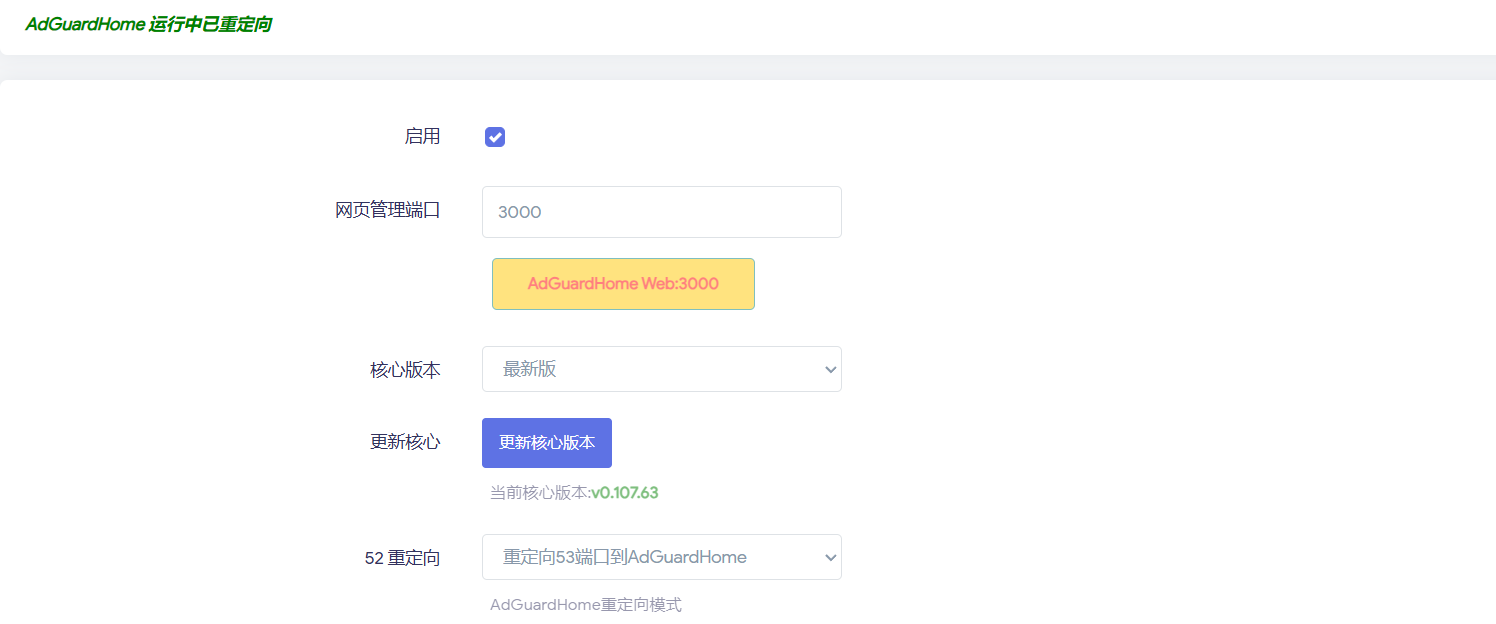 AdGuardHome 运行中已重定向
启用
网页管理端口
3000
AdGuardHome Web:3000
核心版本
最新版
更新核心
更新核心版本
当前核心版本:v0.107.63
52 重定向
重定向53端口到AdGuardHome
AdGuardHome重定向模式